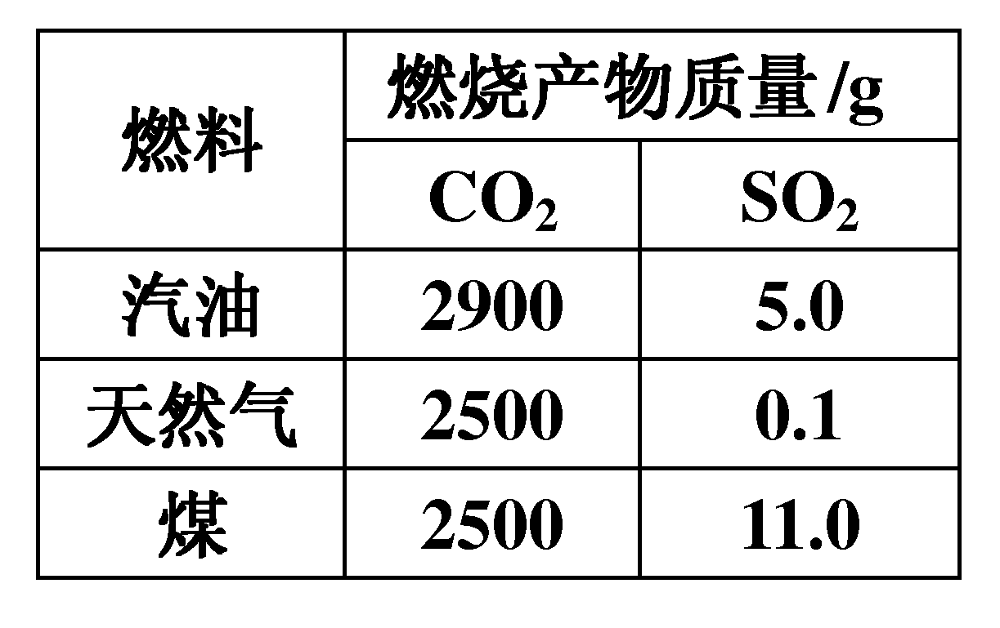 燃料
燃烧产物质量/g
CO₂ SO₂
汽油 2900 5.0
天然气 2500 0.1
煤 2500 11.0